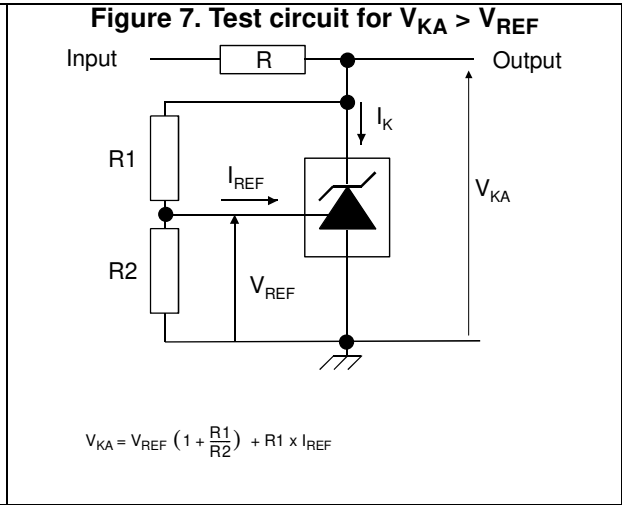 Figure 7. Test circuit for VKA > VREF
Input R Output
IK
R1
IREF
VKA
R2
VREF
VKA = VREF (1 + R1/R2) + R1 x IREF